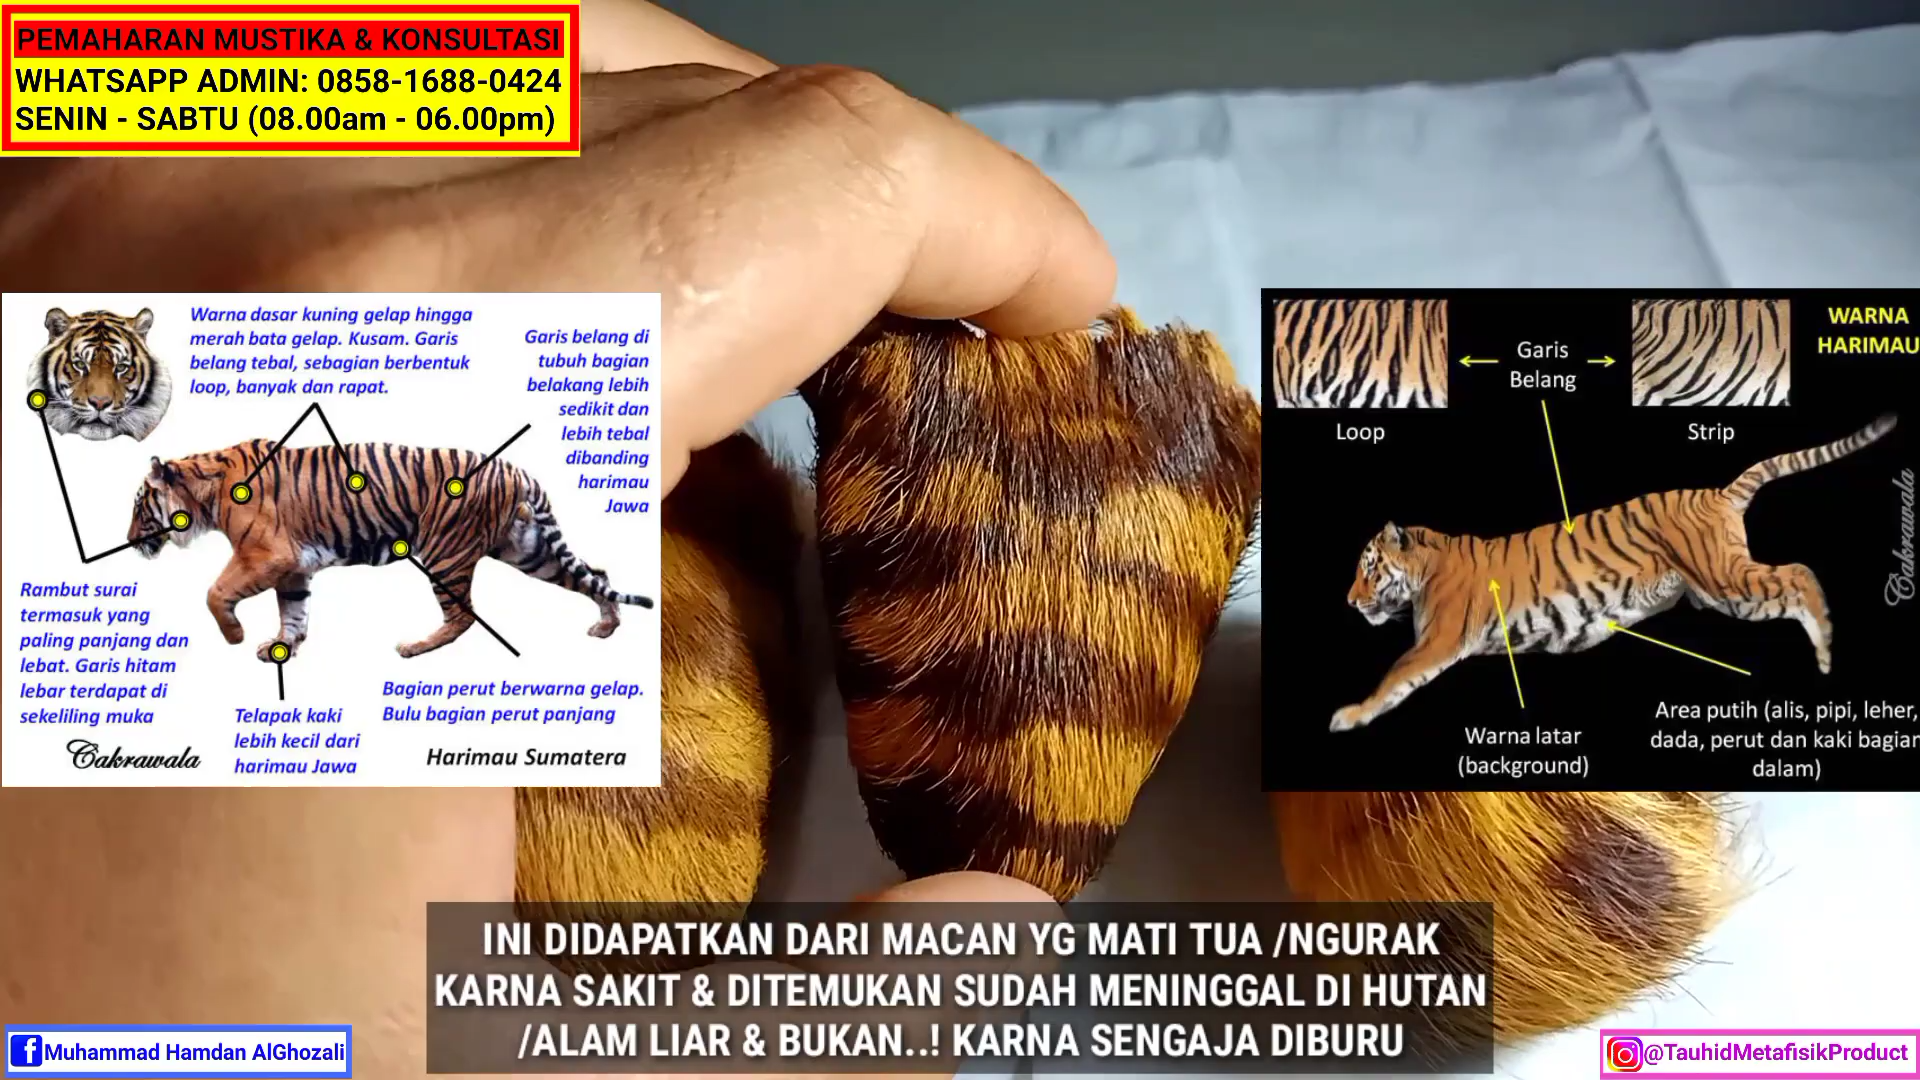 PEMAHARAN MUSTIKA & KONSULTASI
WHATSAPP ADMIN: 0858-1688-0424
SENIN - SABTU (08.00am - 06.00pm)
Warna dasar kuning gelap hingga
merah bata gelap. Kusam. Garis
belang tebal, sebagian berbentuk
loop, banyak dan rapat.
Garis belang di
tubuh bagian
belakang lebih
sedikit dan
lebih tebal
dibanding
harimau
Jawa
Rambut surai
termasuk yang
paling panjang dan
lebat. Garis hitam
lebar terdapat di
sekeliling muka
Telapak kaki
lebih kecil dari
harimau Jawa
Bagian perut berwarna gelap.
Bulu bagian perut panjang
Cakrawala
Harimau Sumatera
WARNA
HARIMAU
Garis
Belang
Loop
Strip
Cakrawala
Warna latar
(background)
Area putih (alis, pipi, leher,
dada, perut dan kaki bagian
dalam)
INI DIDAPATKAN DARI MACAN YG MATI TUA /NGURAK
KARNA SAKIT & DITEMUKAN SUDAH MENINGGAL DI HUTAN
/ALAM LIAR & BUKAN..! KARNA SENGAJA DIBURU
Muhammad Hamdan AlGhozali
@TauhidMetafisikProduct